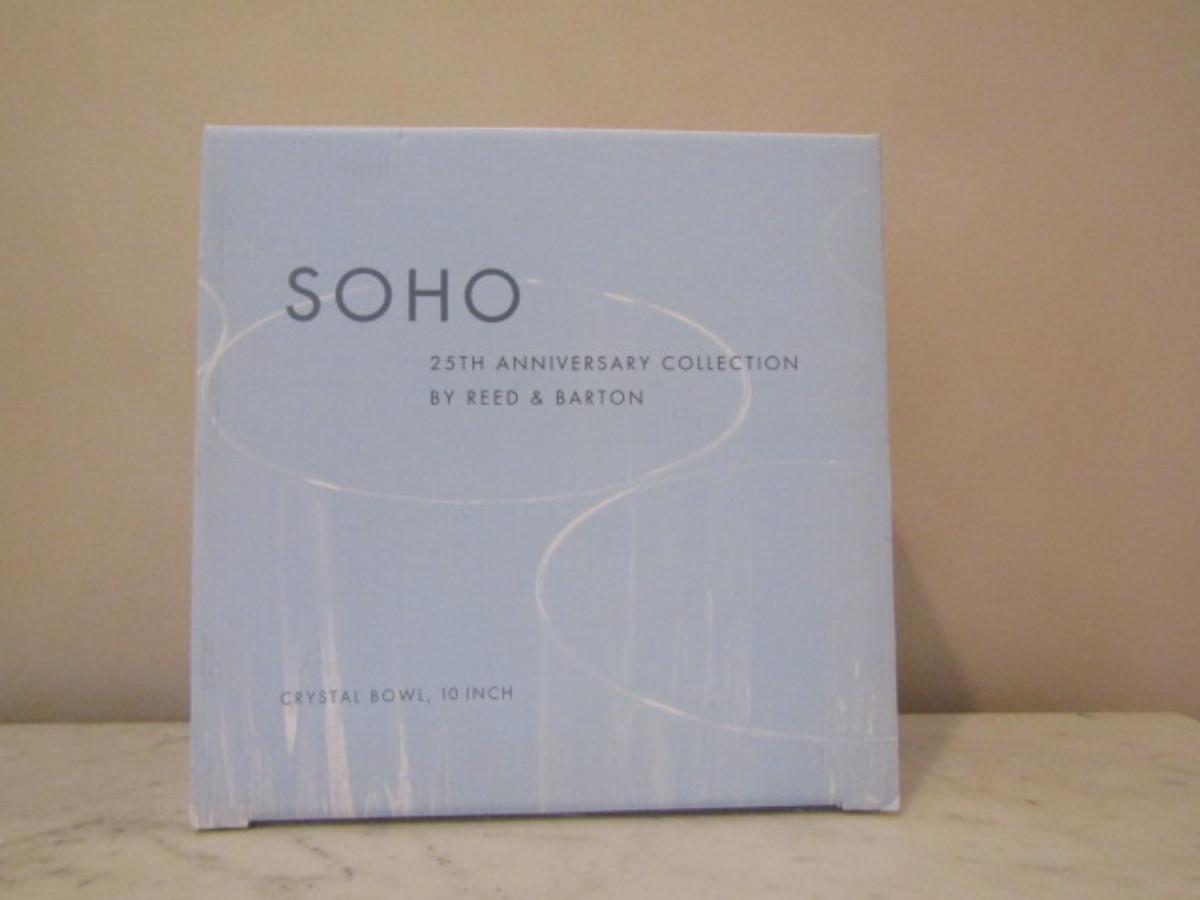 SOHO
25TH ANNIVERSARY COLLECTION
BY REED & BARTON
CRYSTAL BOWL, 10 INCH